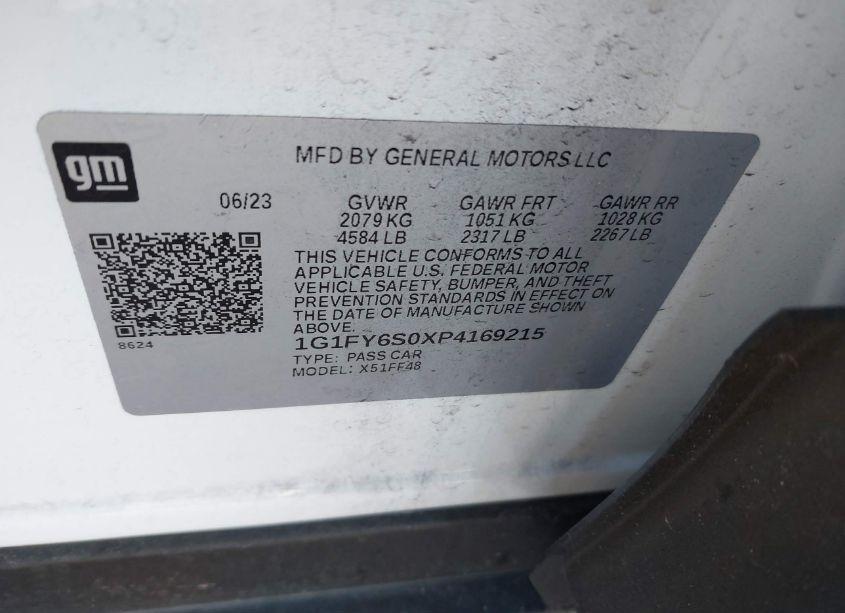 gm
MFD BY GENERAL MOTORS LLC
06/23 GVWR GAWR FRT GAWR RR
2079 KG 1051 KG 1028 KG
4584 LB 2317 LB 2267 LB
THIS VEHICLE CONFORMS TO ALL
APPLICABLE U.S. FEDERAL MOTOR
VEHICLE SAFETY, BUMPER, AND THEFT
PREVENTION STANDARDS IN EFFECT ON
THE DATE OF MANUFACTURE SHOWN
ABOVE.
8624
1G1FY6S0XP4169215
TYPE: PASS CAR
MODEL: X51FF48